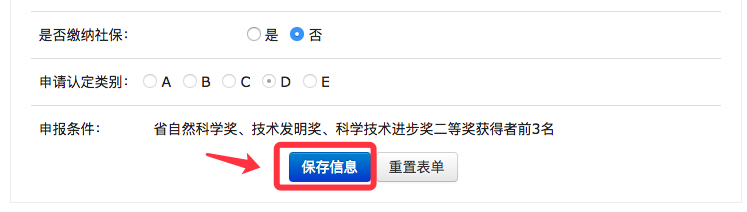 是否缴纳社保： 是 否
申请认定类别： A B C D E
申报条件： 省自然科学奖、技术发明奖、科学技术进步奖二等奖获得者前3名
保存信息 重置表单